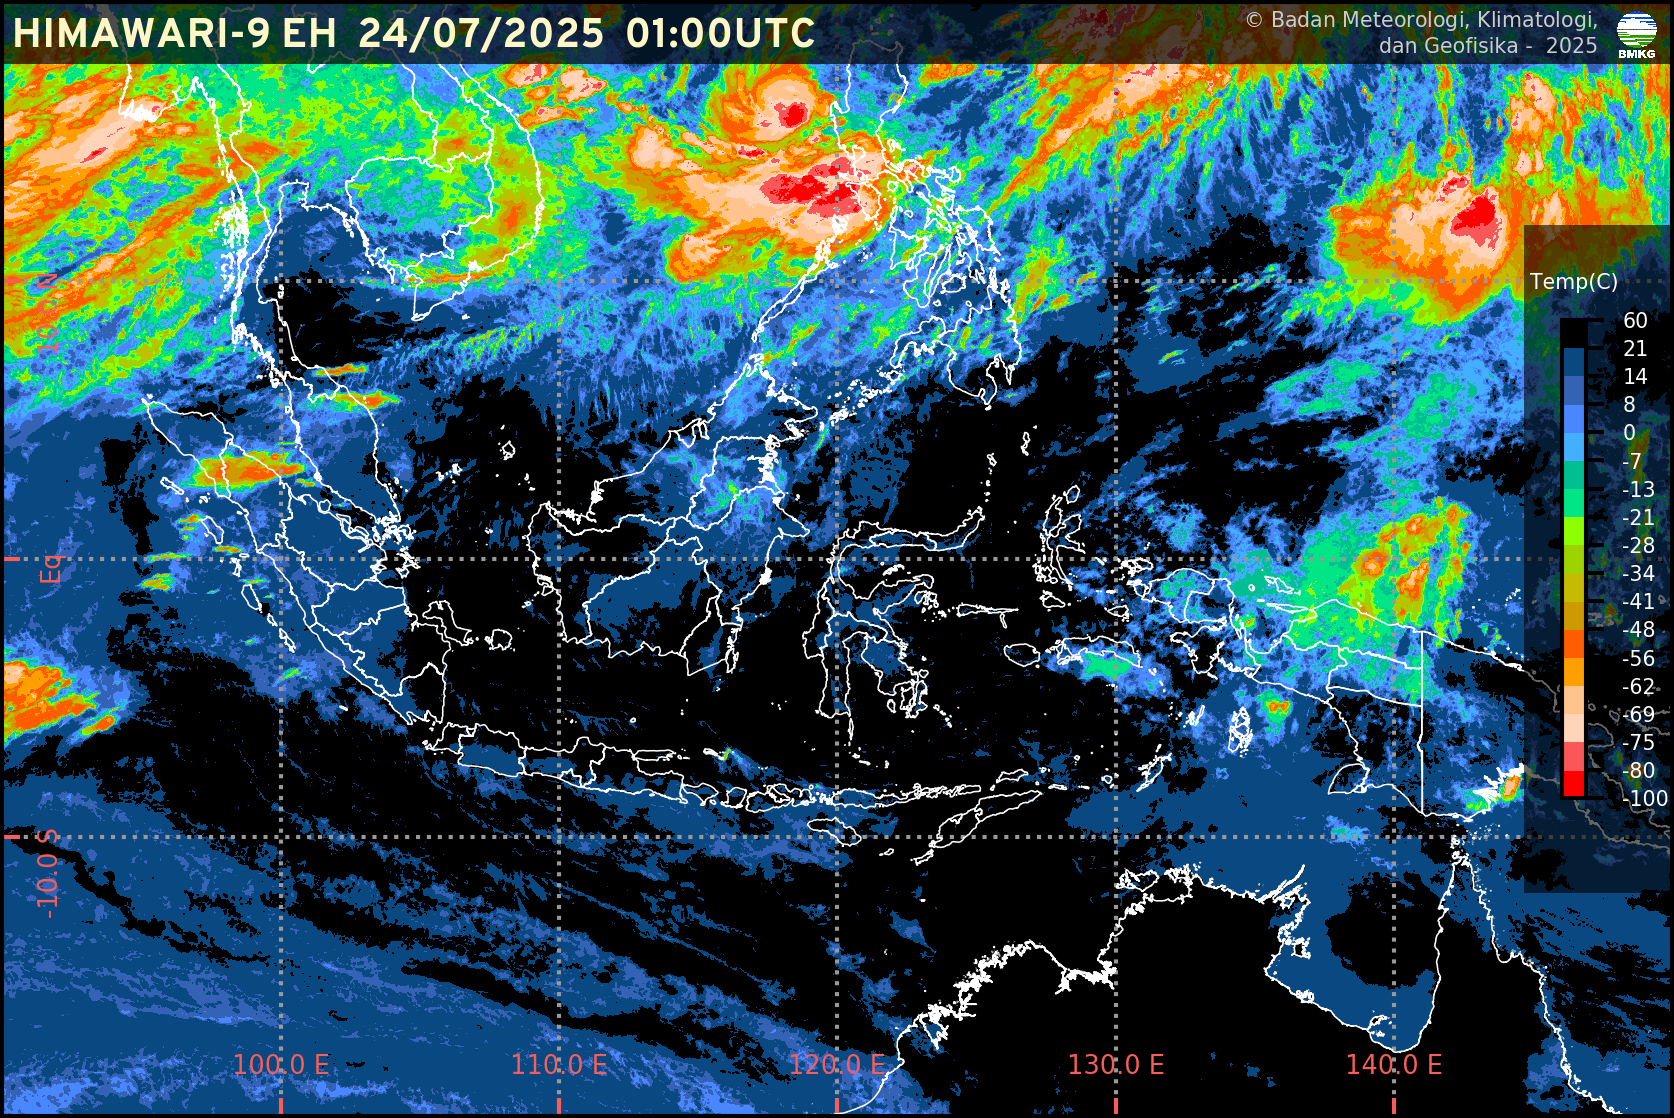 HIMAWARI-9 EH 24/07/2025 01:00UTC
© Badan Meteorologi, Klimatologi,
dan Geofisika - 2025
BMKG
Temp(C)
60
21
14
8
0
-7
-13
-21
-28
-34
-41
-48
-56
-62
-69
-75
-80
-100
Eq
-10.0 S
100.0 E
110.0 E
120.0 E
130.0 E
140.0 E